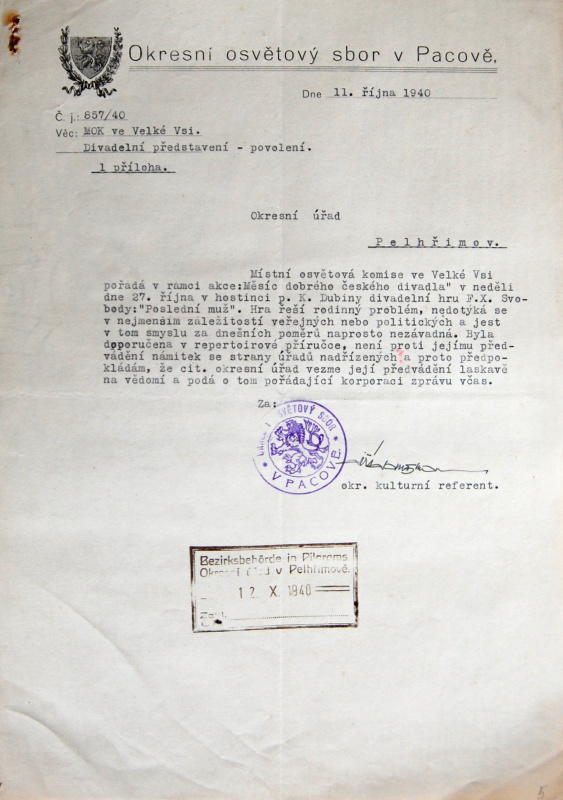 Okresní osvětový sbor v Pacově,
Dne 11. října 1940
Č. j.: 857/40
Věc: MOK ve Velké Vsi.
Divadelní představení - povolení.
1 příloha.
Okresní úřad
Pelhřimov.
Místní osvětová komise ve Velké Vsi
pořádá v ramci akce:Měsíc dobrého českého divadla" v neděli
dne 27. října v hostinci p. K. Dubiny divadelní hru F.X. Svo-
body:"Poslední muž". Hra řeší rodinný problém, nedotýká se
v nejmenším záležitostí veřejných nebo politických a jest
v tom smyslu za dnešních poměrů naprosto nezávadná. Byla
doporučena v repertoirové příručce, není proti jejímu před-
vádění námitek se strany úřadů nadřízených a proto předpo-
kládám, že cit. okresní úřad vezme její předvádění laskavě
na vědomí a podá o tom pořádající korporaci zprávu včas.
Za:
OSVĚTOVÝ SBOR
* V PACOVĚ *
okr. kulturní referent.
Bezirksbehörde in Pilgrams
Okresní úřad v Pelhřimově.
12 X. 1940
5